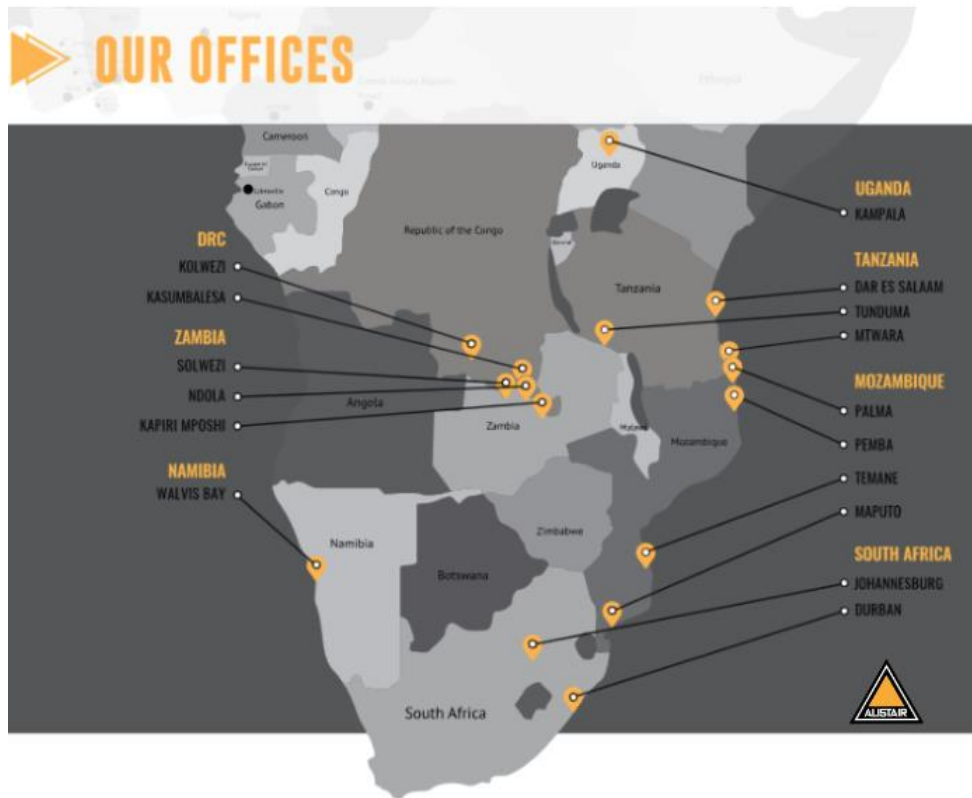 OUR OFFICES
Ethiopia
Cameroon
Uganda
Libreville
Gabon
Congo
Republic of the Congo
Tanzania
Angola
Zambia
Malawi
Mozambique
Zimbabwe
Namibia
Botswana
South Africa
DRC
KOLWEZI
KASUMBALESA
ZAMBIA
SOLWEZI
NDOLA
KAPIRI MPOSHI
NAMIBIA
WALVIS BAY
UGANDA
KAMPALA
TANZANIA
DAR ES SALAAM
TUNDUMA
MTWARA
MOZAMBIQUE
PALMA
PEMBA
TEMANE
MAPUTO
SOUTH AFRICA
JOHANNESBURG
DURBAN
ALISTAIR